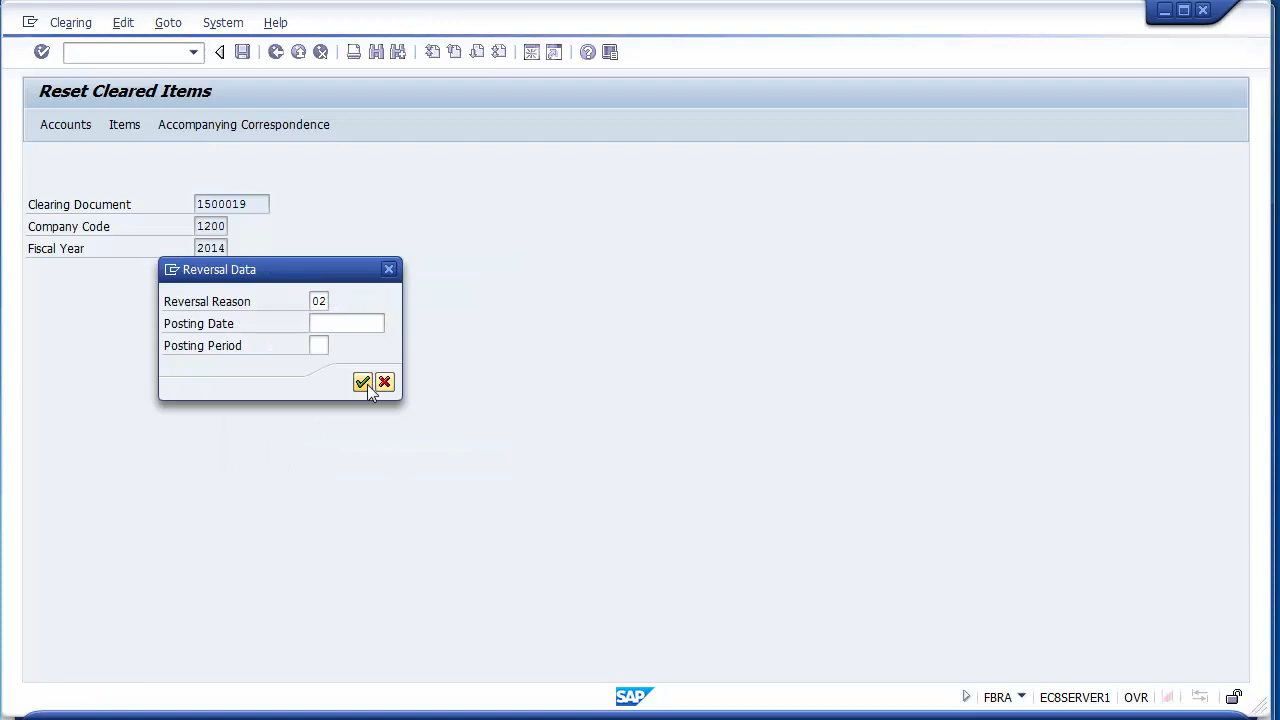 Clearing Edit Goto System Help
Reset Cleared Items
Accounts Items Accompanying Correspondence
Clearing Document 1500019
Company Code 1200
Fiscal Year 2014
Reversal Data
Reversal Reason 02
Posting Date
Posting Period
SAP FBRA EC8SERVER1 OVR